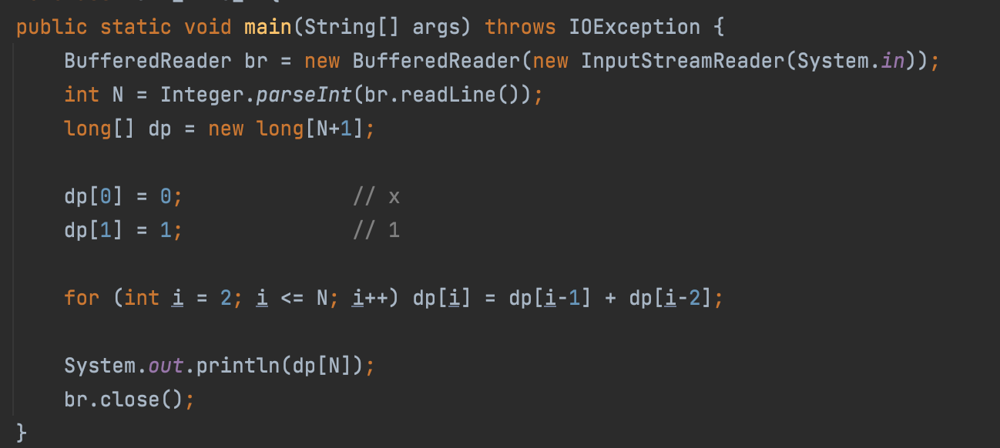 public static void main(String[] args) throws IOException {
    BufferedReader br = new BufferedReader(new InputStreamReader(System.in));
    int N = Integer.parseInt(br.readLine());
    long[] dp = new long[N+1];

    dp[0] = 0;              // x
    dp[1] = 1;              // 1

    for (int i = 2; i <= N; i++) dp[i] = dp[i-1] + dp[i-2];

    System.out.println(dp[N]);
    br.close();
}